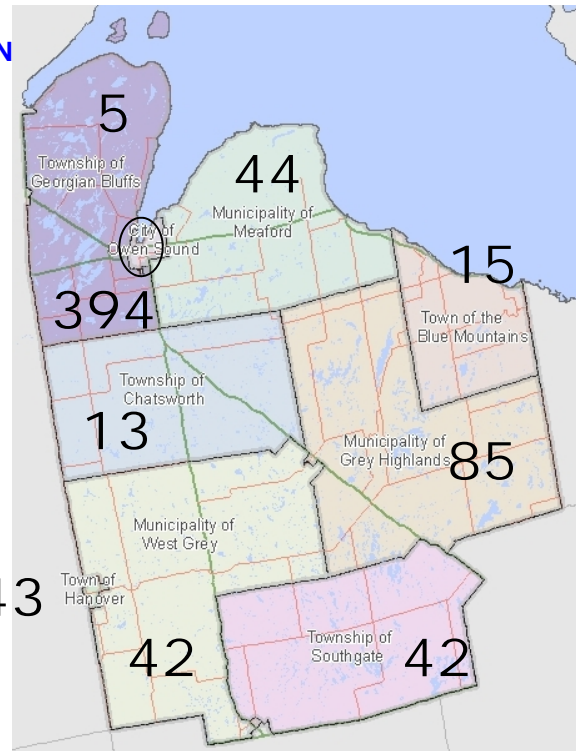 N
5
Township of
Georgian Bluffs
44
Municipality of
Meaford
City of
Owen Sound
15
394
Town of the
Blue Mountains
Township of
Chatsworth
13
Municipality of
Grey Highlands
85
Municipality of
West Grey
Town of
Hanover
43
Township of
Southgate
42
42